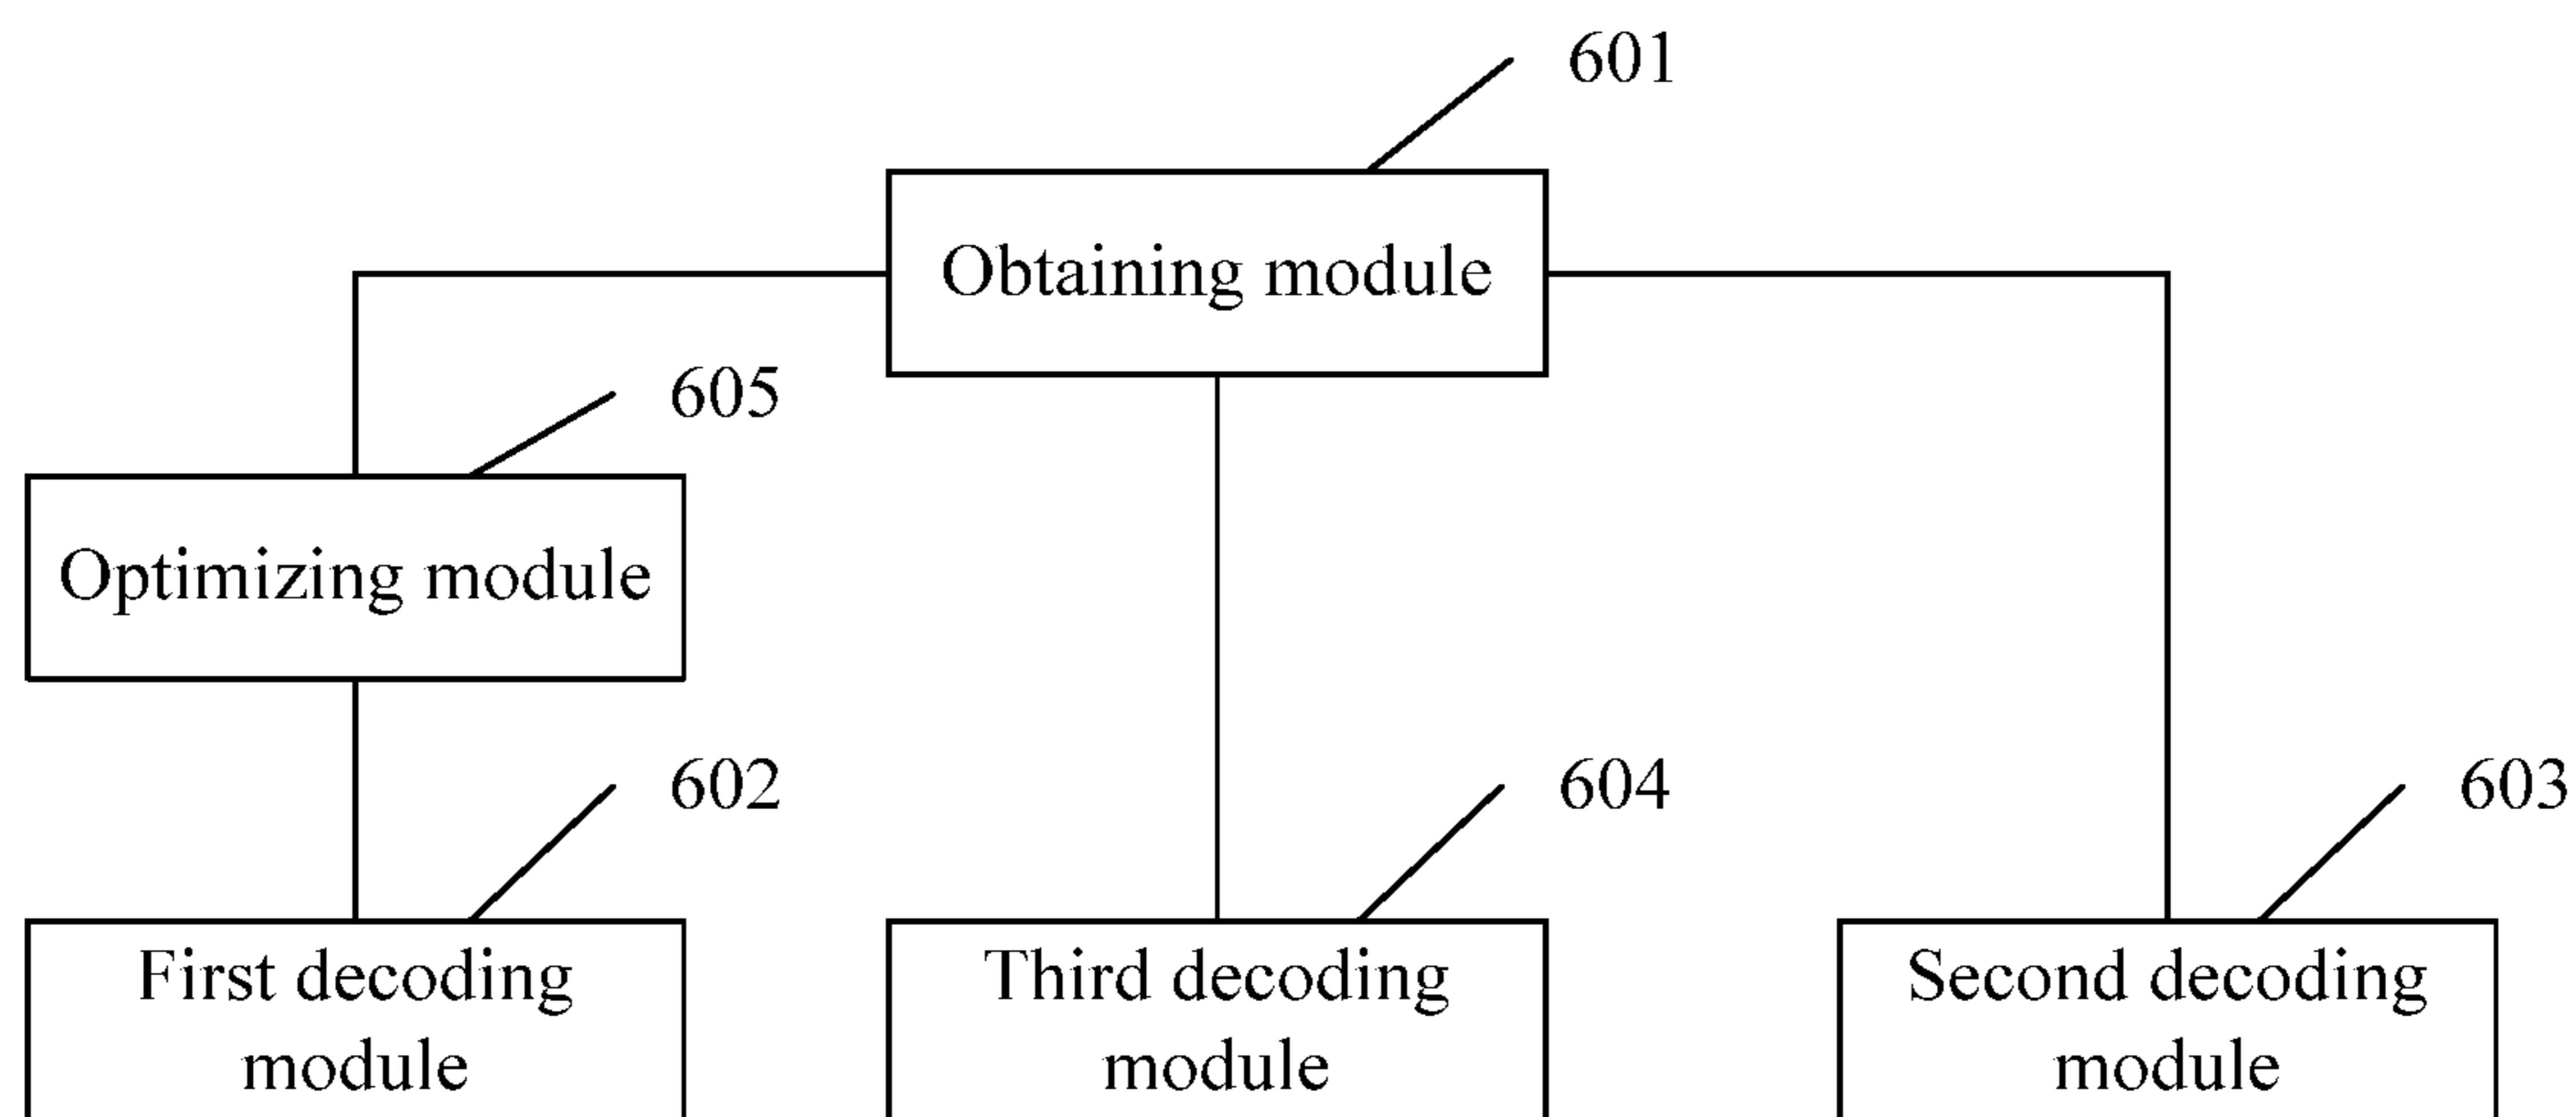 601
Obtaining module
605
Optimizing module
602
604
603
First decoding
module
Third decoding
module
Second decoding
module